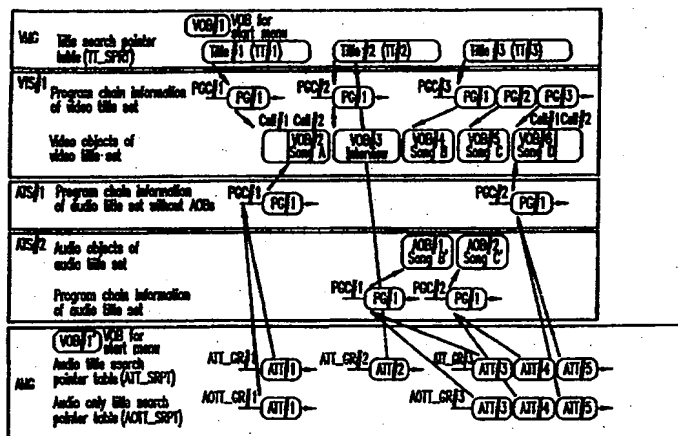 VOB#1 VOB for start menu
VMG Title search pointer table (TT_SRPT)
Title #1 (TT#1) Title #2 (TT#2) Title #3 (TT#3)
VTS#1 Program chain information of video title set
PGC#1 PG#1 PGC#2 PG#1 PGC#3 PG#1 PG#2 PG#3
Cell#1 Cell#2 Cell#1 Cell#2
Video objects of video title set
VOB#2 Song A VOB#3 Interview VOB#4 Song B VOB#5 Song C VOB#6 Song D
ATS#1 Program chain information of audio title set without AOBs
PGC#1 PG#1 PGC#2 PG#1
ATS#2 Audio objects of audio title set
AOB#1 Song B' AOB#2 Song C'
Program chain information of audio title set
PGC#1 PG#1 PGC#2 PG#1
VOB#1' VOB for start menu
AMG Audio title search pointer table (ATT_SRPT)
ATT_GR#1 ATT#1 ATT_GR#2 ATT#2 ATT_GR#3 ATT#3 ATT#4 ATT#5
Audio only title search pointer table (AOTT_SRPT)
AOTT_GR#1 ATT#1 AOTT_GR#3 ATT#3 ATT#4 ATT#5